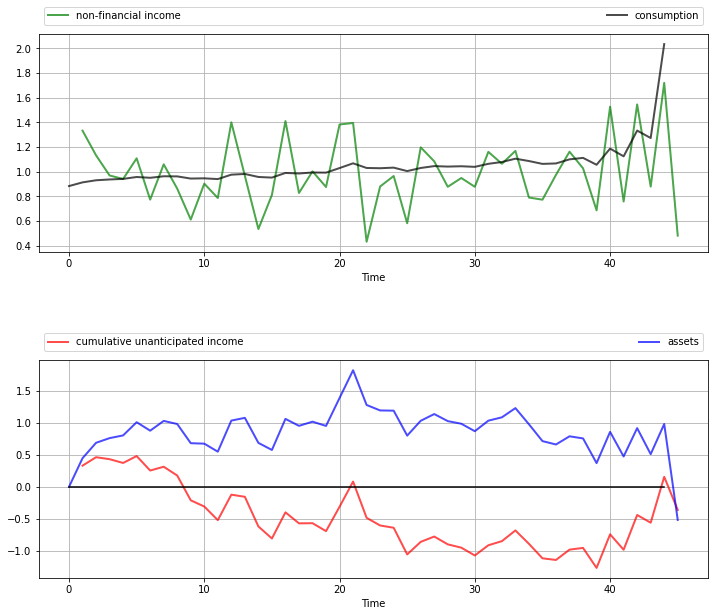 non-financial income consumption
2.0
1.8
1.6
1.4
1.2
1.0
0.8
0.6
0.4
0 10 20 30 40
Time
cumulative unanticipated income assets
1.5
1.0
0.5
0.0
−0.5
−1.0
0 10 20 30 40
Time